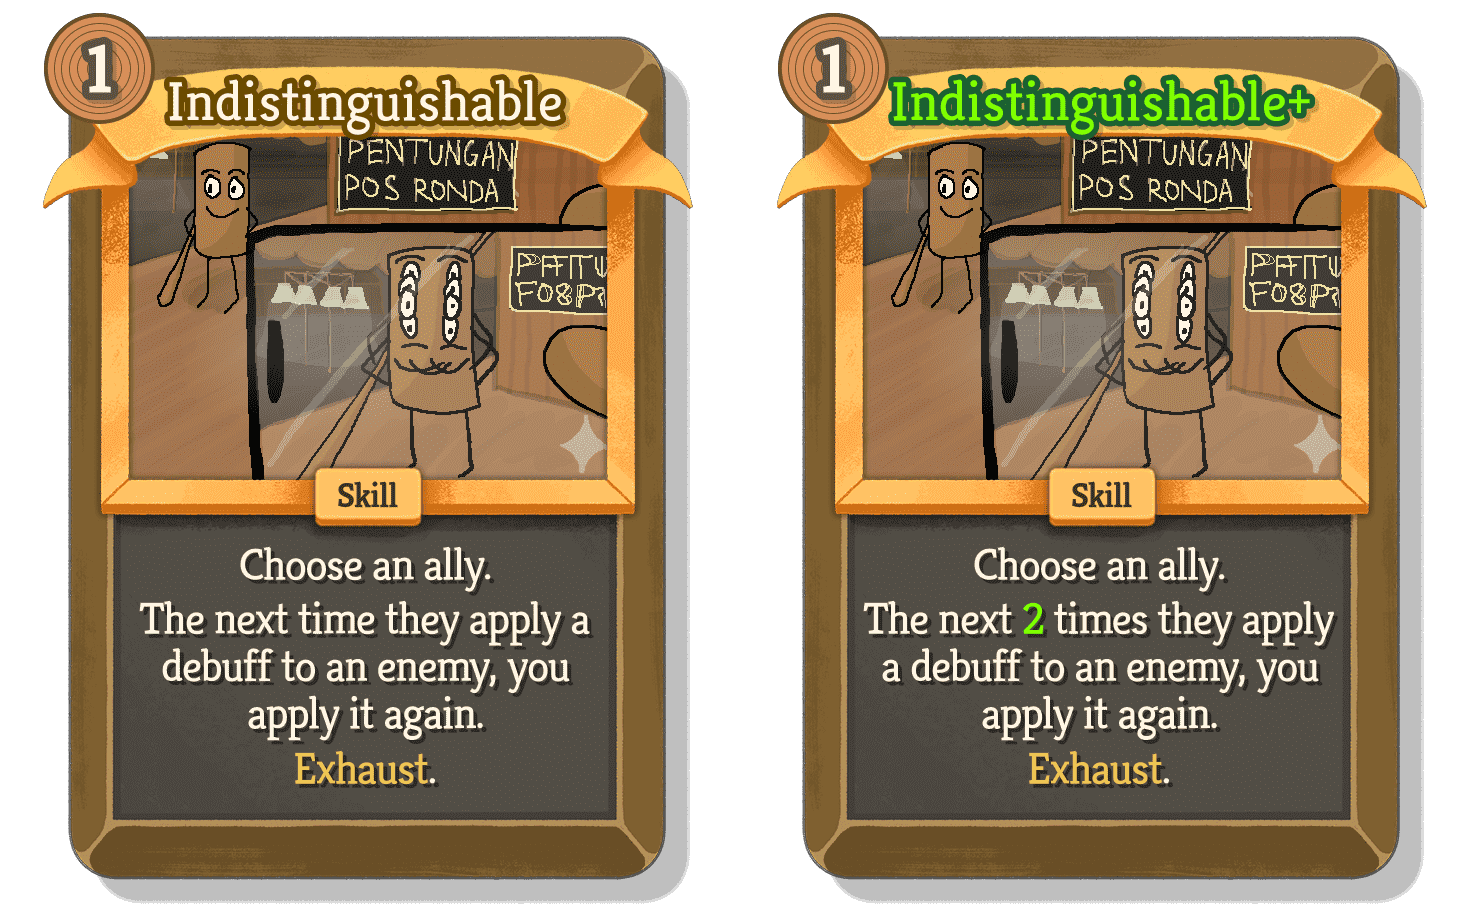 1
Indistinguishable
PENTUNGAN
POS RONDA
Skill
Choose an ally.
The next time they apply a
debuff to an enemy, you
apply it again.
Exhaust.
1
Indistinguishable+
PENTUNGAN
POS RONDA
Skill
Choose an ally.
The next 2 times they apply
a debuff to an enemy, you
apply it again.
Exhaust.